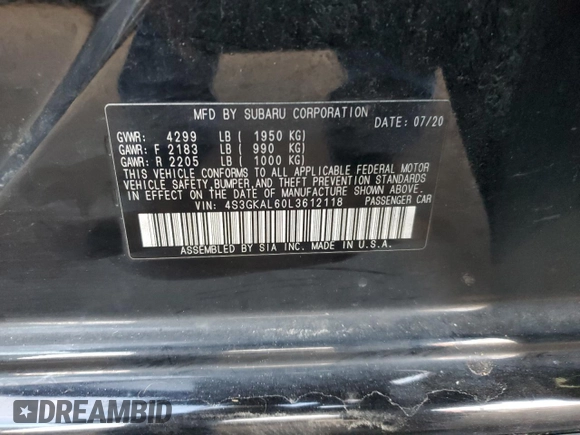 MFD BY SUBARU CORPORATION
DATE: 07/20
GVWR: 4299 LB ( 1950 KG)
GAWR: F 2183 LB ( 990 KG)
GAWR: R 2205 LB ( 1000 KG)
THIS VEHICLE CONFORMS TO ALL APPLICABLE FEDERAL MOTOR
VEHICLE SAFETY, BUMPER, AND THEFT PREVENTION STANDARDS
IN EFFECT ON THE DATE OF MANUFACTURE SHOWN ABOVE.
VIN: 4S3GKAL60L3612118 PASSENGER CAR
ASSEMBLED BY SIA INC. MADE IN U.S.A.
DREAMBID